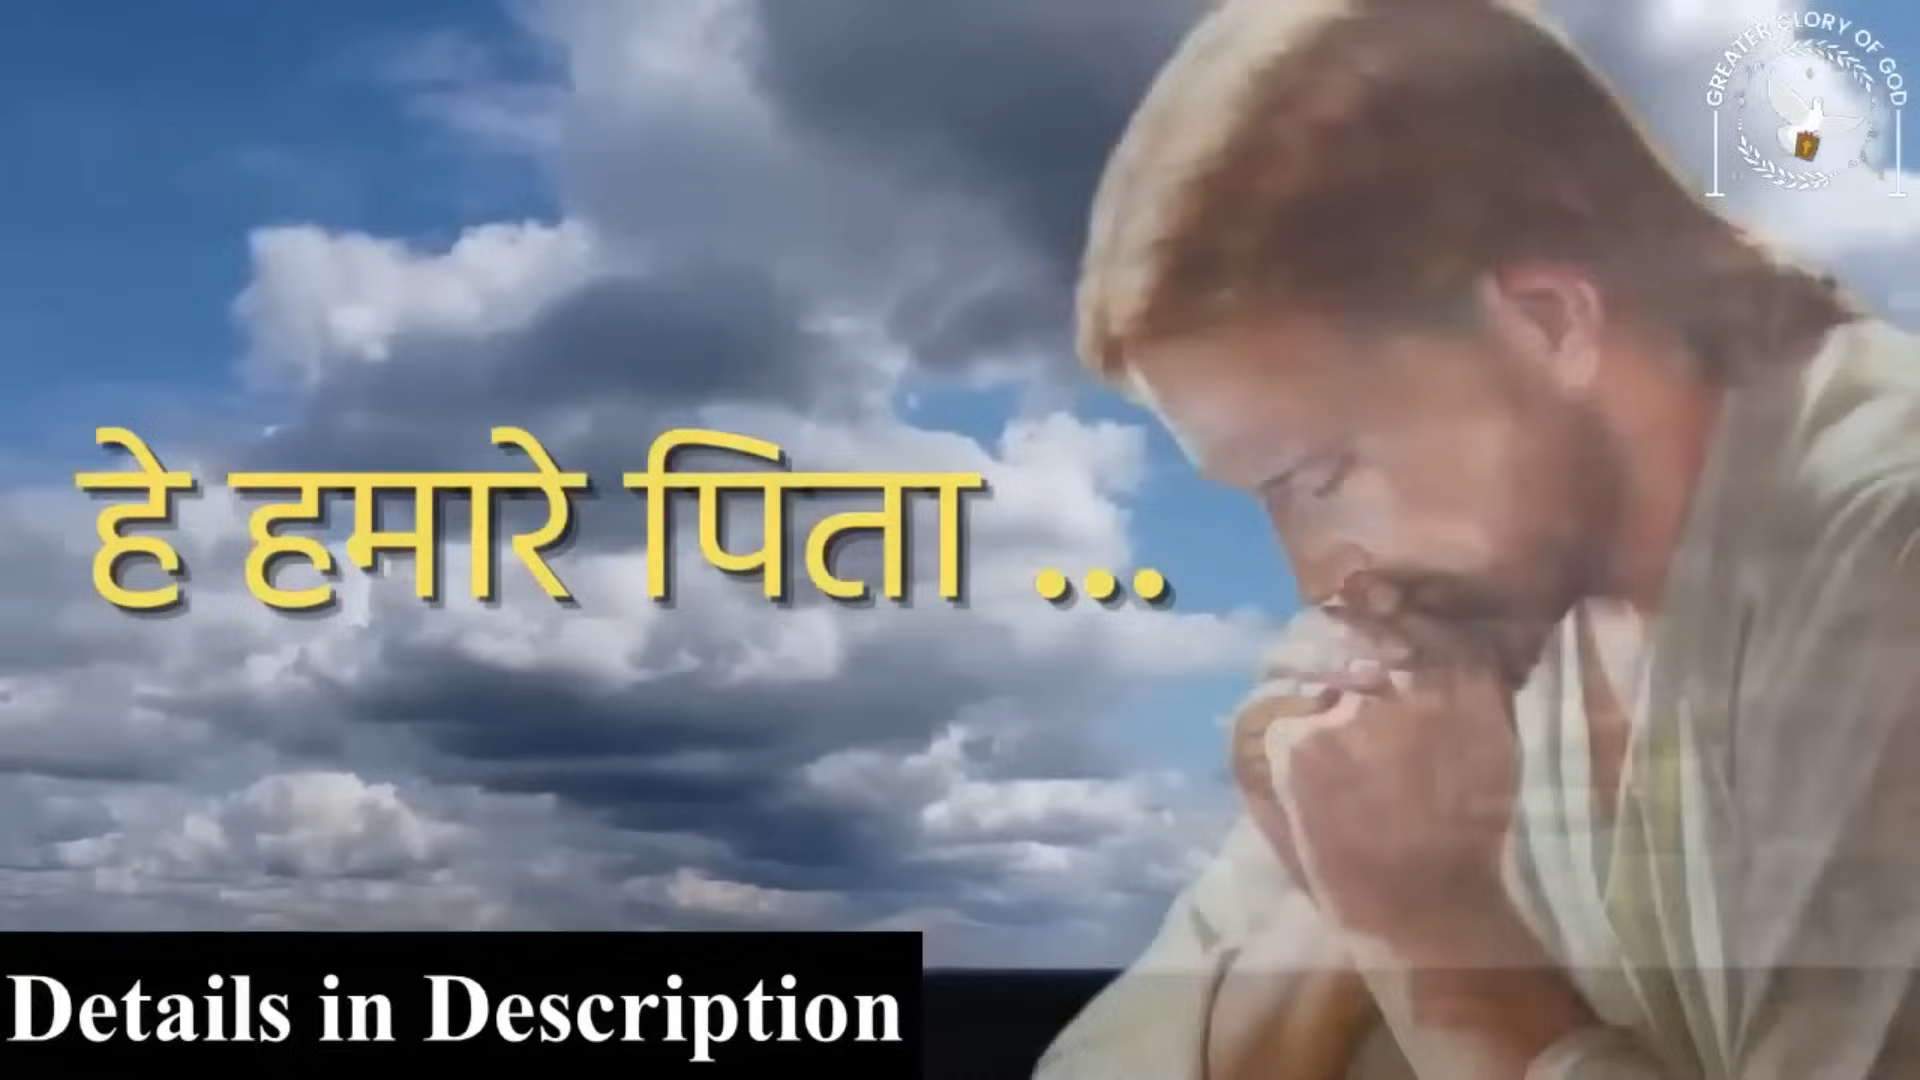 GREATER GLORY OF GOD
हे हमारे पिता ...
Details in Description